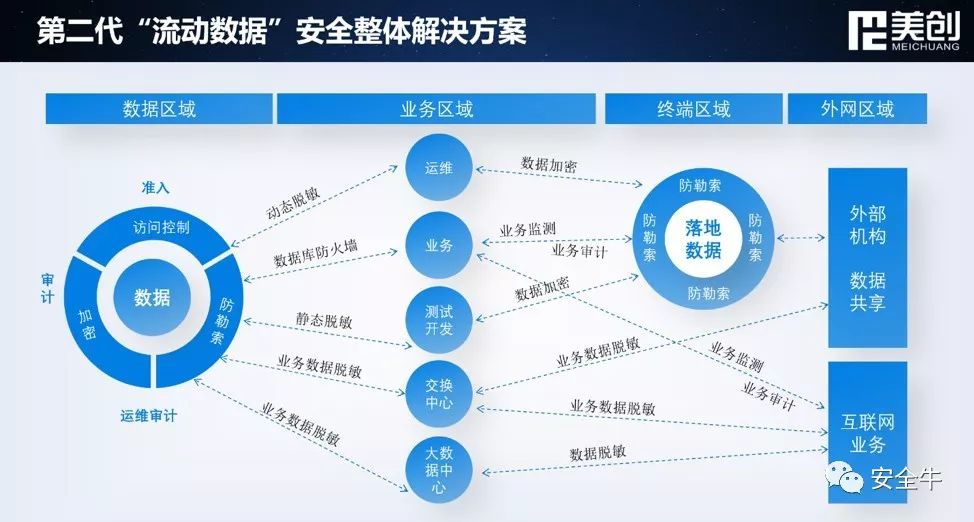 第二代“流动数据”安全整体解决方案
美创
MEICHUANG
数据区域
业务区域
终端区域
外网区域
准入
访问控制
审计
加密
数据
防勒索
运维审计
动态脱敏
数据库防火墙
静态脱敏
业务数据脱敏
业务数据脱敏
运维
业务
测试
开发
交换
中心
大数
据中
心
数据加密
业务监测
业务审计
数据加密
业务数据脱敏
业务监测
业务审计
业务数据脱敏
数据脱敏
防勒索
防勒索
落地
数据
防勒索
防勒索
外部
机构
数据
共享
互联网
业务
安全牛